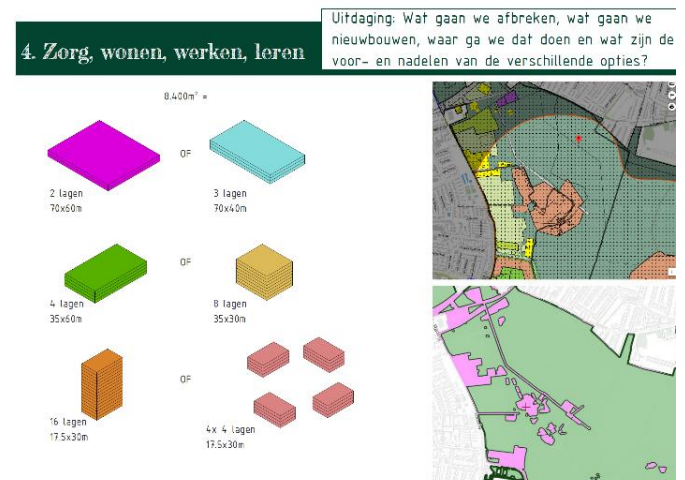 4. Zorg, wonen, werken, leren
Uitdaging: Wat gaan we afbreken, wat gaan we
nieuwbouwen, waar ga we dat doen en wat zijn de
voor- en nadelen van de verschillende opties?
8.400m² =
OF
2 lagen
70x60m
3 lagen
70x40m
OF
4 lagen
35x60m
8 lagen
35x30m
OF
16 lagen
17.5x30m
4x 4 lagen
17.5x30m